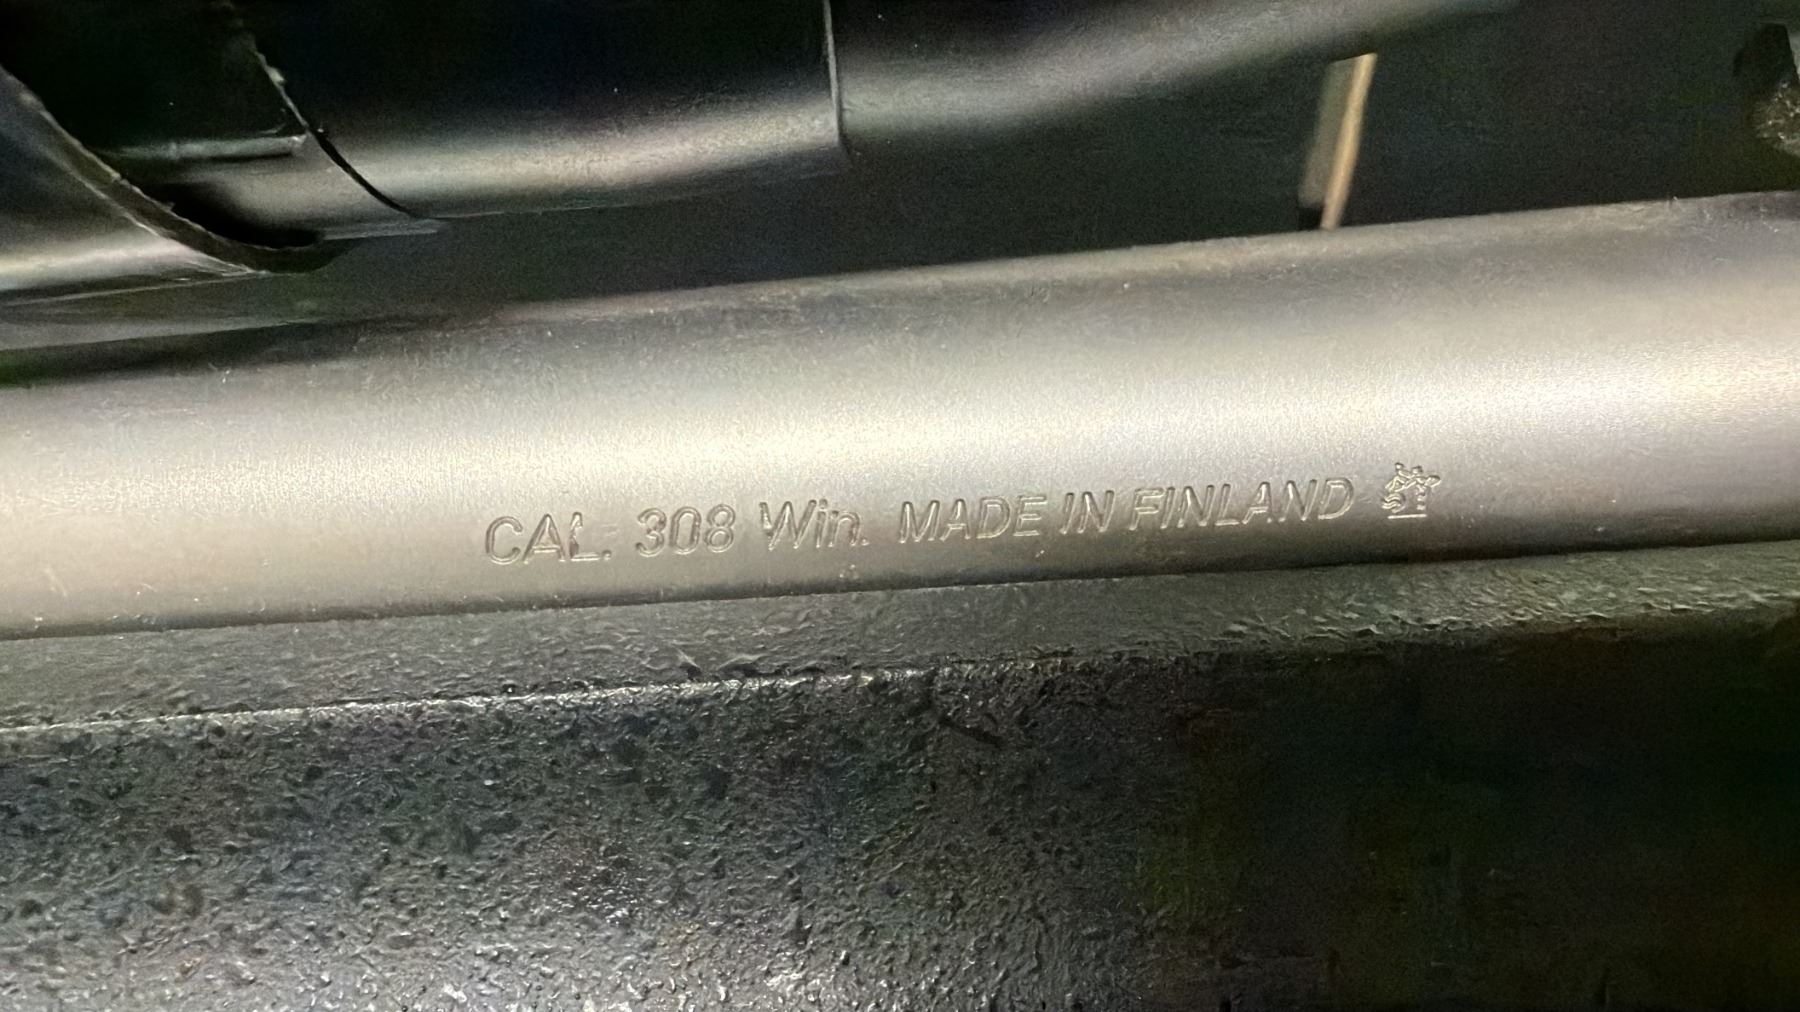 CAL. 308 Win. MADE IN FINLAND